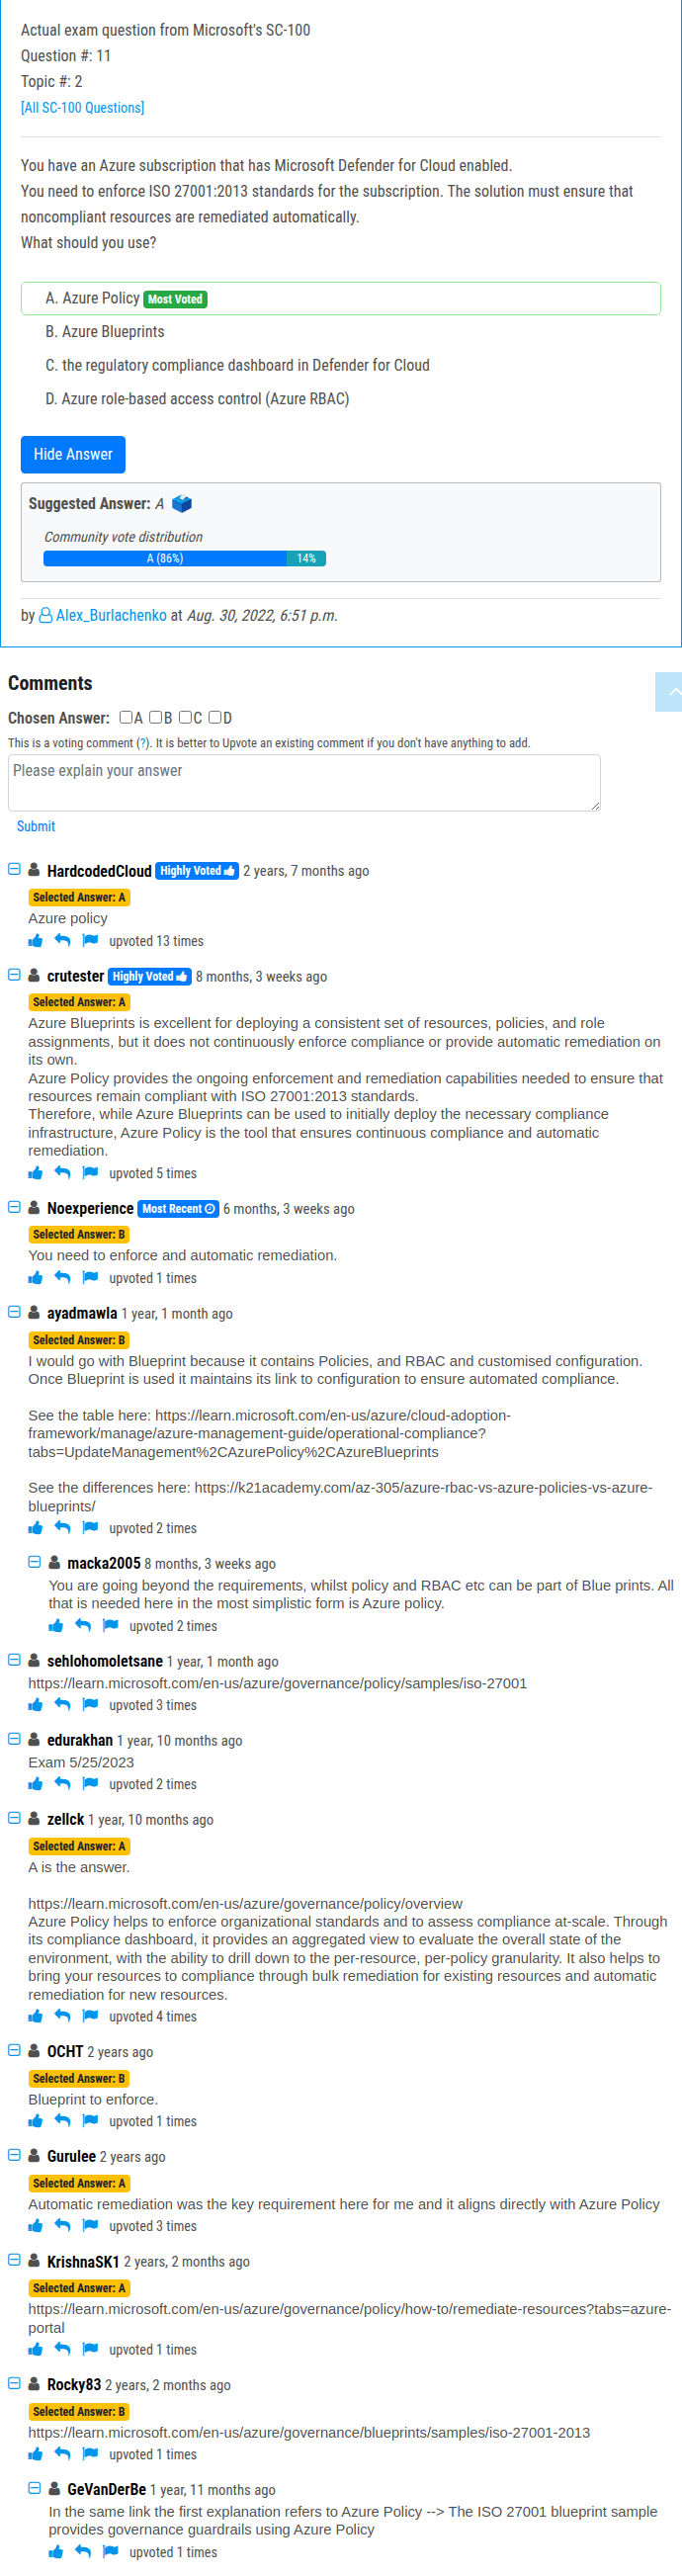 Actual exam question from Microsoft's SC-100
Question #: 11
Topic #: 2
[All SC-100 Questions]
You have an Azure subscription that has Microsoft Defender for Cloud enabled.
You need to enforce ISO 27001:2013 standards for the subscription. The solution must ensure that
noncompliant resources are remediated automatically.
What should you use?
A. Azure Policy Most Voted
B. Azure Blueprints
C. the regulatory compliance dashboard in Defender for Cloud
D. Azure role-based access control (Azure RBAC)
Hide Answer
Suggested Answer: A
Community vote distribution
A (86%) 14%
by Alex_Burlachenko at Aug. 30, 2022, 6:51 p.m.
Comments
Chosen Answer: A B C D
This is a voting comment (?). It is better to Upvote an existing comment if you don't have anything to add.
Please explain your answer
Submit
HardcodedCloud Highly Voted 2 years, 7 months ago
Selected Answer: A
Azure policy
upvoted 13 times
crutester Highly Voted 8 months, 3 weeks ago
Selected Answer: A
Azure Blueprints is excellent for deploying a consistent set of resources, policies, and role
assignments, but it does not continuously enforce compliance or provide automatic remediation on
its own.
Azure Policy provides the ongoing enforcement and remediation capabilities needed to ensure that
resources remain compliant with ISO 27001:2013 standards.
Therefore, while Azure Blueprints can be used to initially deploy the necessary compliance
infrastructure, Azure Policy is the tool that ensures continuous compliance and automatic
remediation.
upvoted 5 times
Noexperience Most Recent 6 months, 3 weeks ago
Selected Answer: B
You need to enforce and automatic remediation.
upvoted 1 times
ayadmawla 1 year, 1 month ago
Selected Answer: B
I would go with Blueprint because it contains Policies, and RBAC and customised configuration.
Once Blueprint is used it maintains its link to configuration to ensure automated compliance.
See the table here: https://learn.microsoft.com/en-us/azure/cloud-adoption-
framework/manage/azure-management-guide/operational-compliance?
tabs=UpdateManagement%2CAzurePolicy%2CAzureBlueprints
See the differences here: https://k21academy.com/az-305/azure-rbac-vs-azure-policies-vs-azure-
blueprints/
upvoted 2 times
macka2005 8 months, 3 weeks ago
You are going beyond the requirements, whilst policy and RBAC etc can be part of Blue prints. All
that is needed here in the most simplistic form is Azure policy.
upvoted 2 times
sehlohomoletsane 1 year, 1 month ago
https://learn.microsoft.com/en-us/azure/governance/policy/samples/iso-27001
upvoted 3 times
edurakhan 1 year, 10 months ago
Exam 5/25/2023
upvoted 2 times
zellck 1 year, 10 months ago
Selected Answer: A
A is the answer.
https://learn.microsoft.com/en-us/azure/governance/policy/overview
Azure Policy helps to enforce organizational standards and to assess compliance at-scale. Through
its compliance dashboard, it provides an aggregated view to evaluate the overall state of the
environment, with the ability to drill down to the per-resource, per-policy granularity. It also helps to
bring your resources to compliance through bulk remediation for existing resources and automatic
remediation for new resources.
upvoted 4 times
OCHT 2 years ago
Selected Answer: B
Blueprint to enforce.
upvoted 1 times
Gurulee 2 years ago
Selected Answer: A
Automatic remediation was the key requirement here for me and it aligns directly with Azure Policy
upvoted 3 times
KrishnaSK1 2 years, 2 months ago
Selected Answer: A
https://learn.microsoft.com/en-us/azure/governance/policy/how-to/remediate-resources?tabs=azure-
portal
upvoted 1 times
Rocky83 2 years, 2 months ago
Selected Answer: B
https://learn.microsoft.com/en-us/azure/governance/blueprints/samples/iso-27001-2013
upvoted 1 times
GeVanDerBe 1 year, 11 months ago
In the same link the first explanation refers to Azure Policy --> The ISO 27001 blueprint sample
provides governance guardrails using Azure Policy
upvoted 1 times